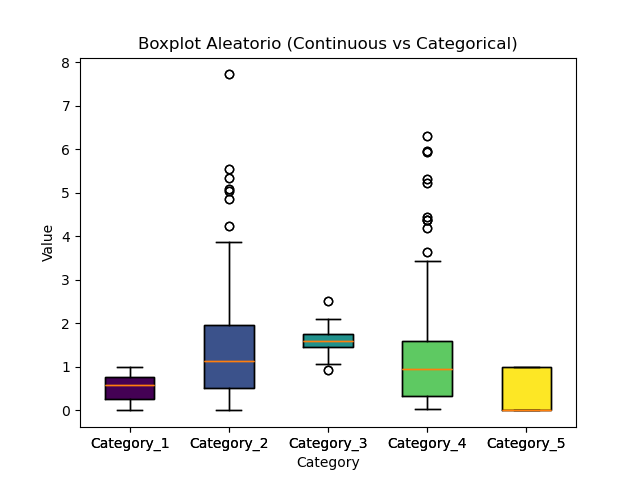 Boxplot Aleatorio (Continuous vs Categorical)
8
7
6
5
4
3
2
1
0
Value
Category_1 Category_2 Category_3 Category_4 Category_5
Category